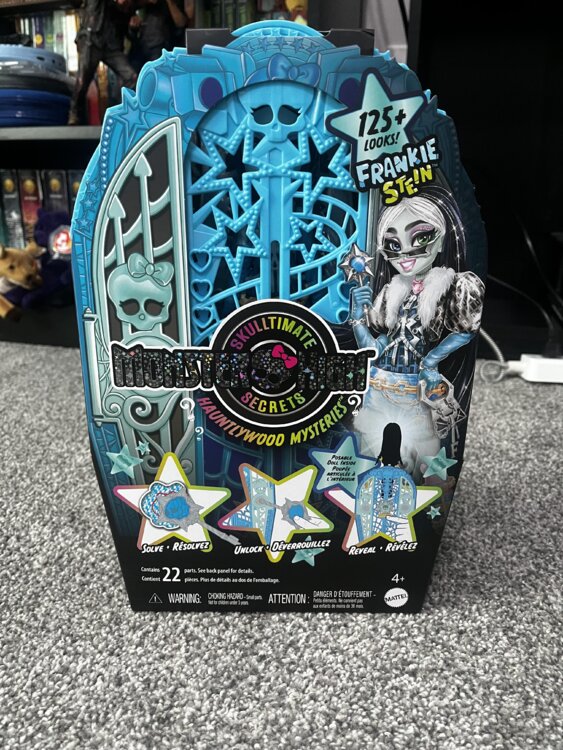 125+
LOOKS!
FRANKIE
STEIN
SKULLTIMATE
MONSTER HIGH
SECRETS
HAUNTLYWOOD MYSTERIES™
POSABLE
DOLL INSIDE
POUPÉE
ARTICULÉE À
L'INTÉRIEUR
SOLVE • RÉSOLVEZ
UNLOCK • DÉVERROUILLEZ
REVEAL • RÉVÉLEZ
Contains 22 parts. See back panel for details.
Contient 22 pièces. Plus de détails au dos de l'emballage.
4+
MATTEL
WARNING: CHOKING HAZARD - Small parts.
Not for children under 3 years.
ATTENTION : DANGER D'ÉTOUFFEMENT -
Petits éléments. Ne convient pas
aux enfants de moins de 36 mois.